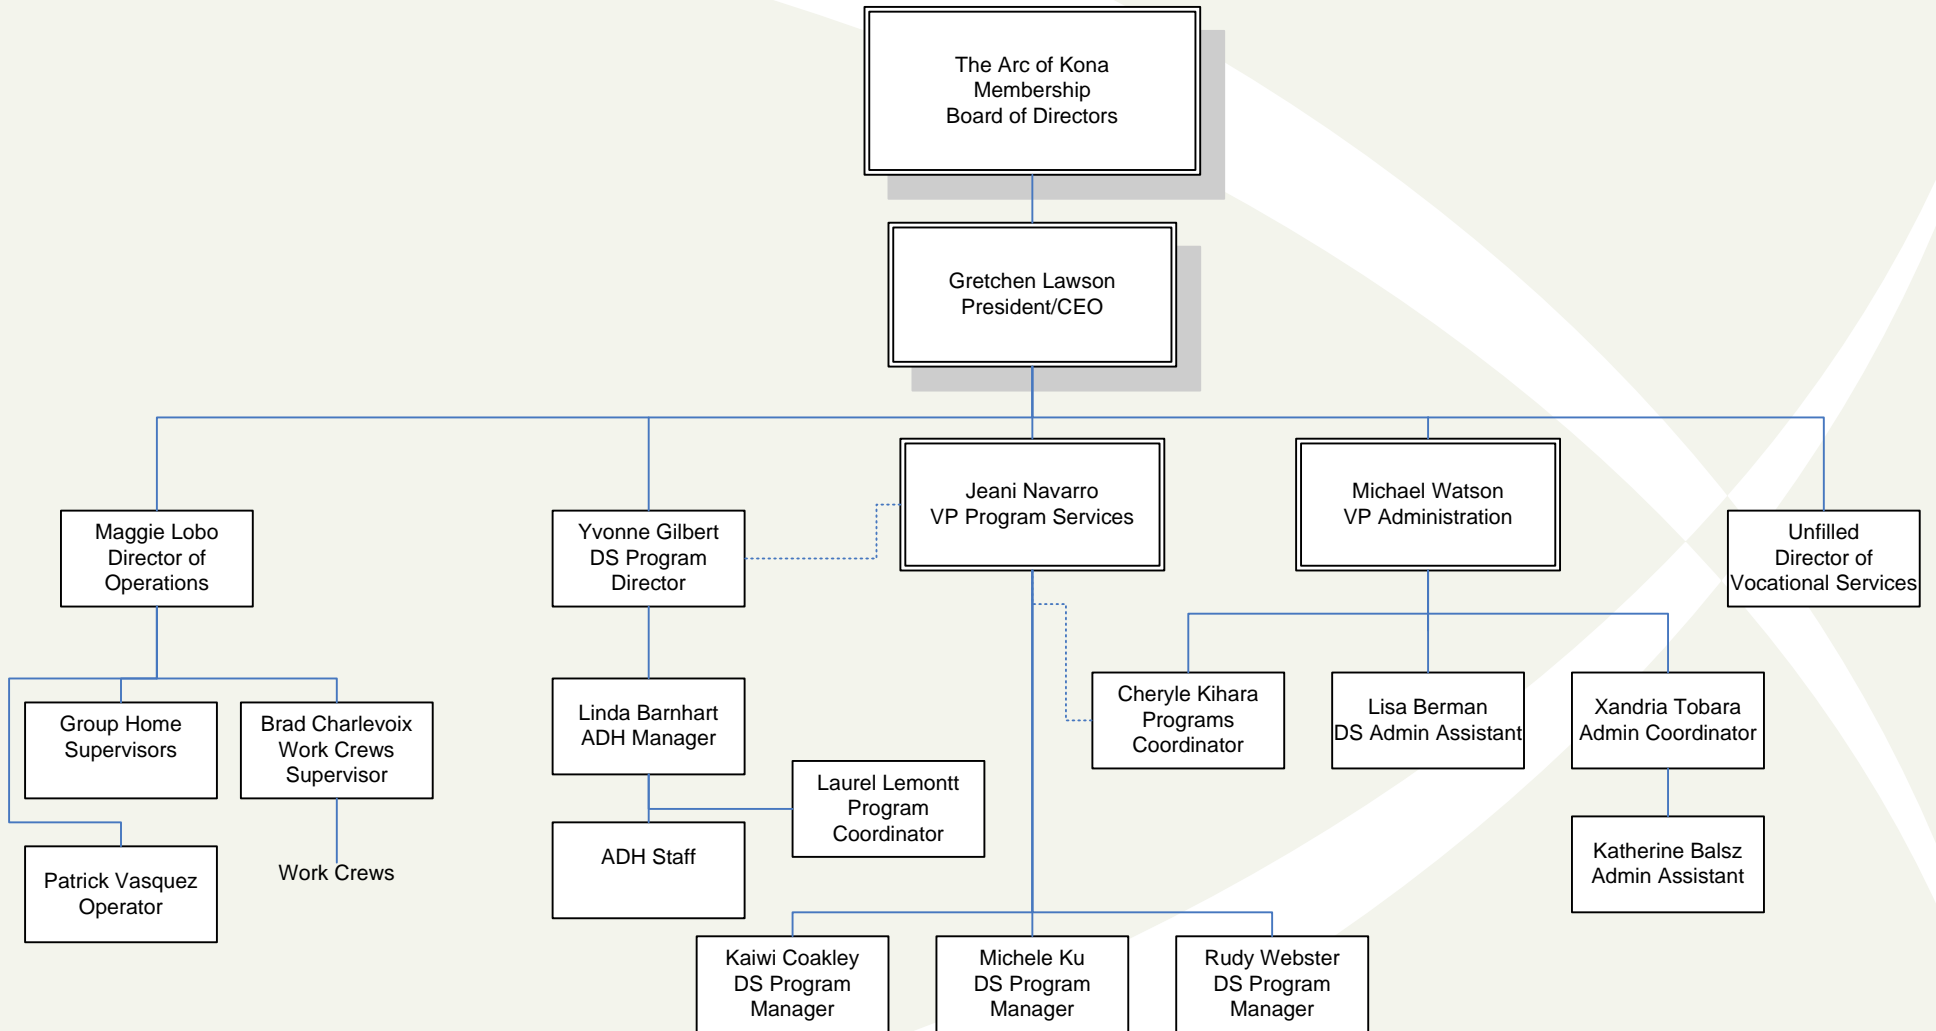 The Arc of Kona
Membership
Board of Directors
Gretchen Lawson
President/CEO
Jeani Navarro
VP Program Services
Michael Watson
VP Administration
Maggie Lobo
Director of
Operations
Yvonne Gilbert
DS Program
Director
Unfilled
Director of
Vocational Services
Group Home
Supervisors
Brad Charlevoix
Work Crews
Supervisor
Linda Barnhart
ADH Manager
Cheryle Kihara
Programs
Coordinator
Lisa Berman
DS Admin Assistant
Xandria Tobara
Admin Coordinator
Laurel Lemontt
Program
Coordinator
Patrick Vasquez
Operator
Work Crews
ADH Staff
Katherine Balsz
Admin Assistant
Kaiwi Coakley
DS Program
Manager
Michele Ku
DS Program
Manager
Rudy Webster
DS Program
Manager